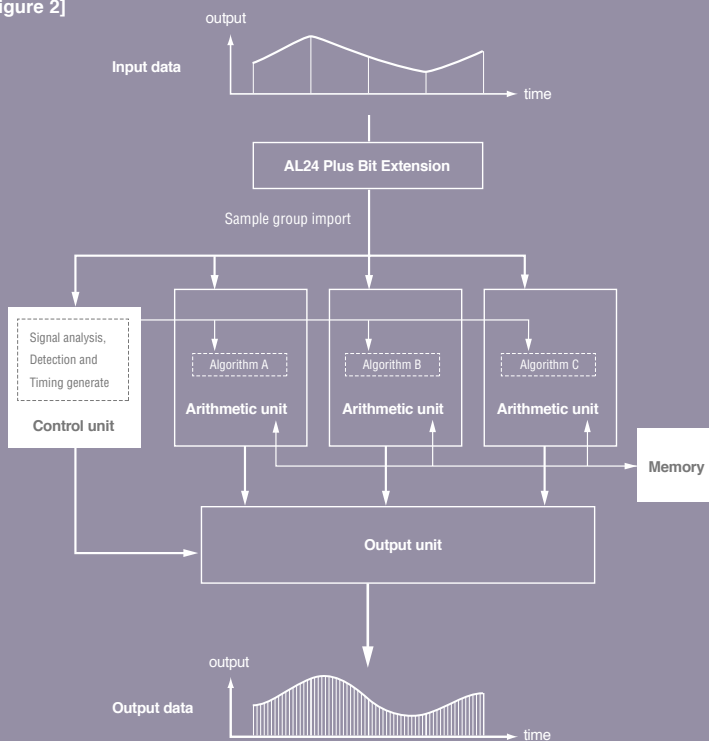 igure 2]
output
Input data
time
AL24 Plus Bit Extension
Sample group import
Signal analysis,
Detection and
Timing generate
Control unit
Algorithm A
Arithmetic unit
Algorithm B
Arithmetic unit
Algorithm C
Arithmetic unit
Memory
Output unit
output
Output data
time